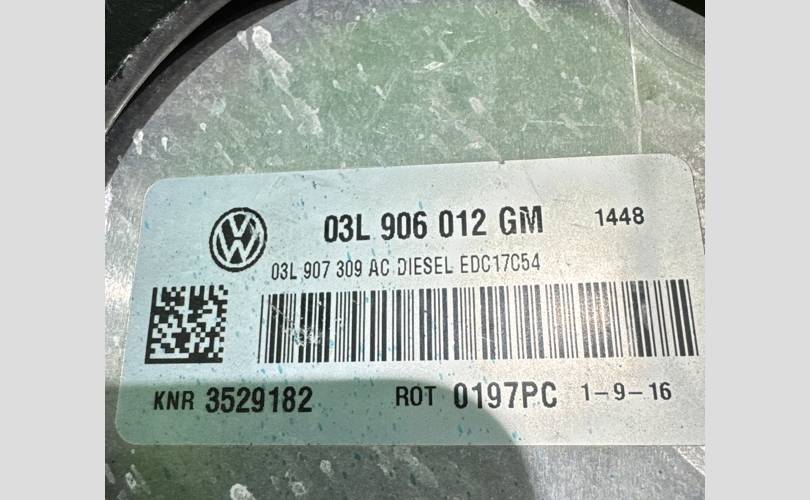 03L 906 012 GM 1448
03L 907 309 AC DIESEL EDC17C54
KNR 3529182 ROT 0197PC 1-9-16